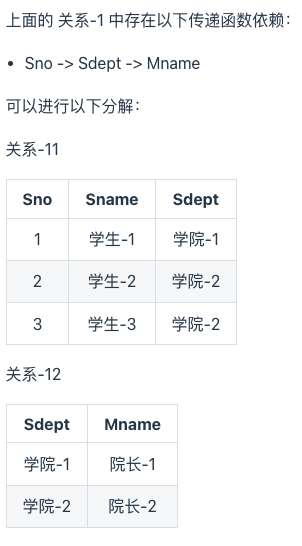 上面的 关系-1 中存在以下传递函数依赖：
• Sno -> Sdept -> Mname
可以进行以下分解：
关系-11
Sno Sname Sdept
1 学生-1 学院-1
2 学生-2 学院-2
3 学生-3 学院-2
关系-12
Sdept Mname
学院-1 院长-1
学院-2 院长-2